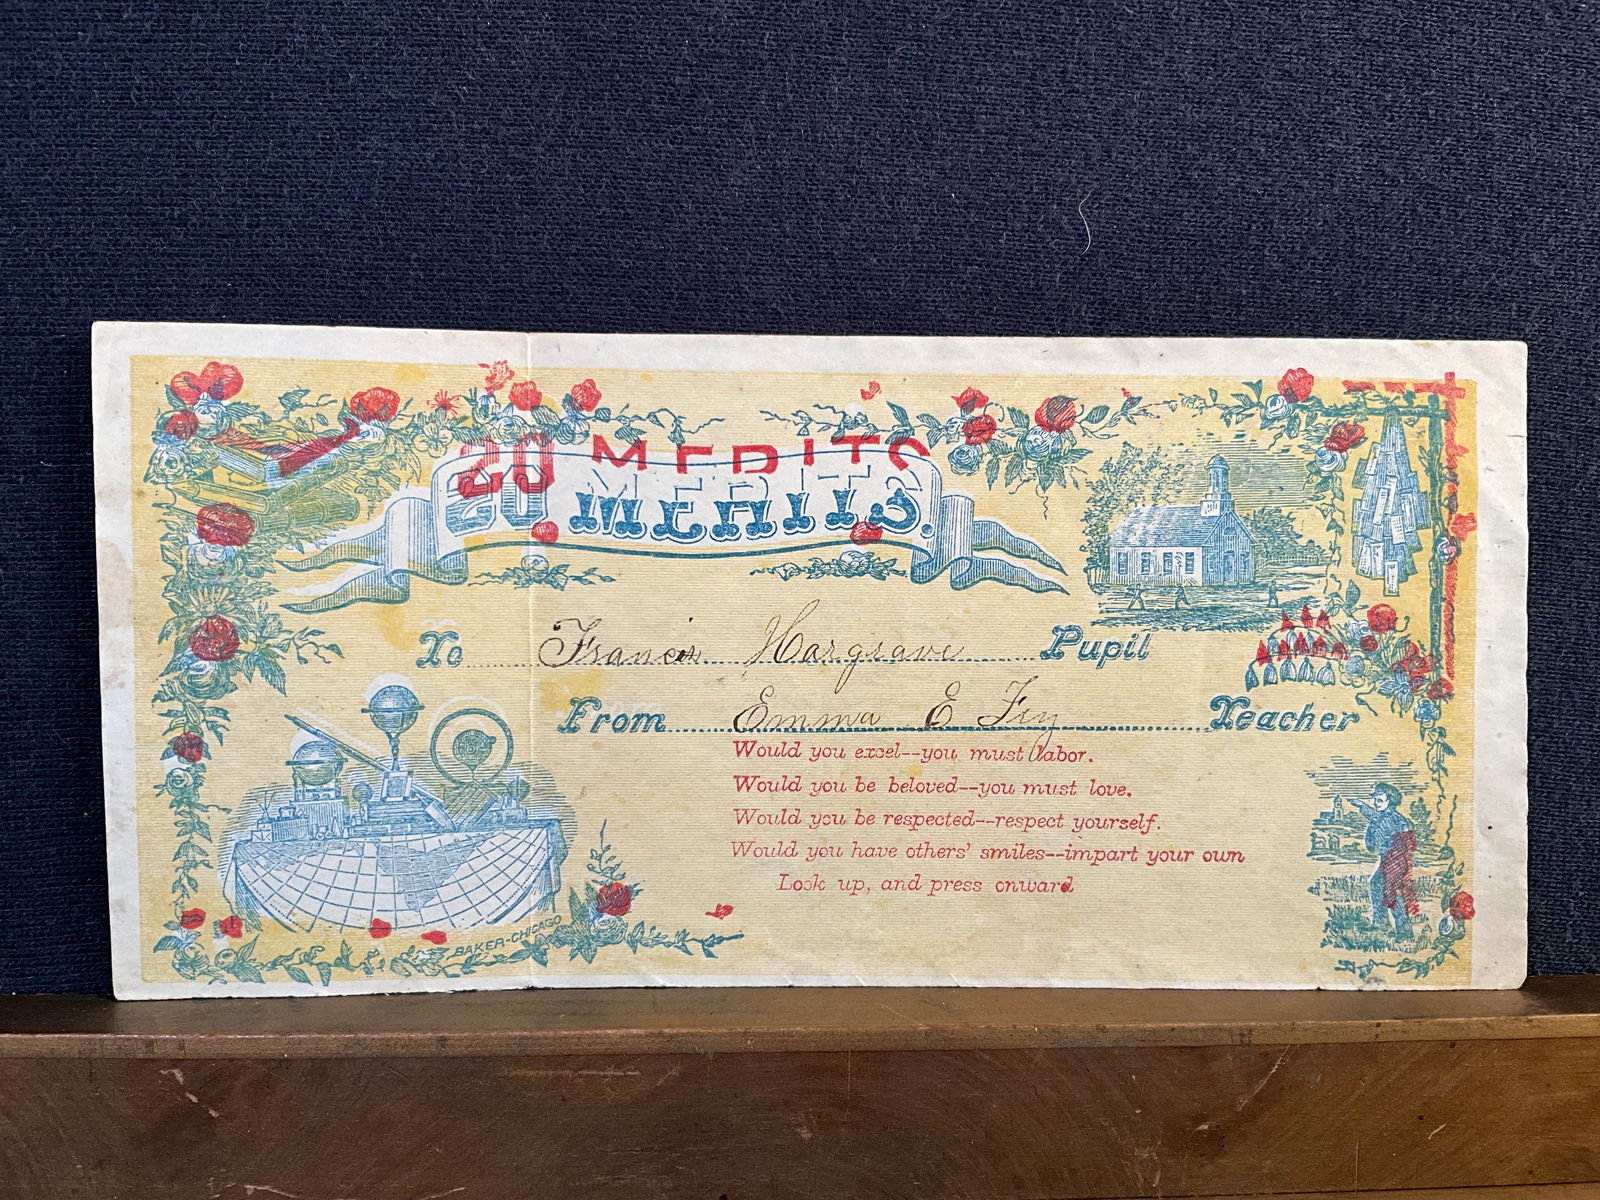 20 MERITS.
To Francis Hargrave Pupil
From Emma E Fry Teacher
Would you excel--you must labor.
Would you be beloved--you must love.
Would you be respected--respect yourself.
Would you have others' smiles--impart your own
Look up, and press onward.
BAKER-CHICAGO